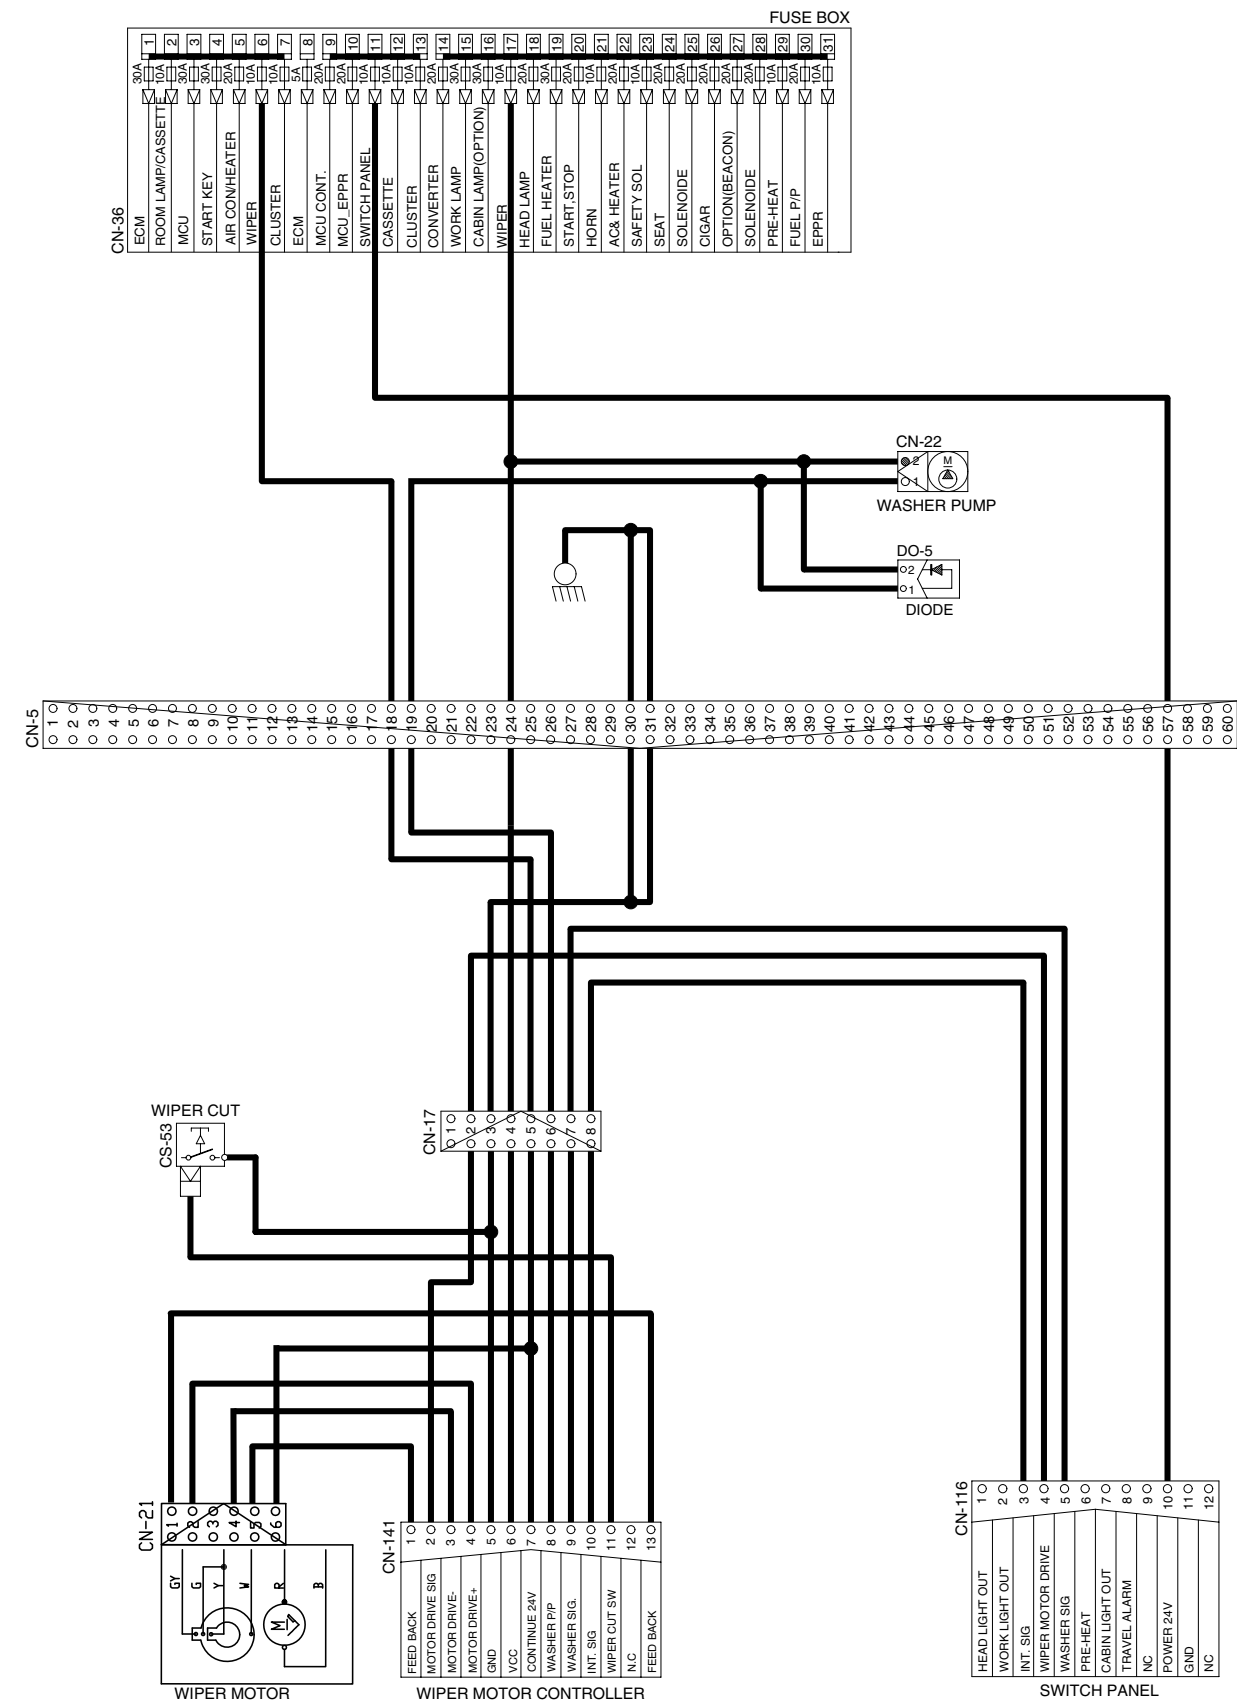 FUSE BOX
1 2 3 4 5 6 7 8 9 10 11 12 13 14 15 16 17 18 19 20 21 22 23 24 25 26 27 28 29 30 31
30A 10A 30A 30A 20A 10A 10A 5A 20A 20A 10A 10A 10A 20A 30A 30A 10A 20A 30A 20A 10A 20A 10A 20A 20A 20A 20A 20A 10A 20A 10A
CN-36
ECM
ROOM LAMP/CASSETTE
MCU
START KEY
AIR CON/HEATER
WIPER
CLUSTER
ECM
MCU CONT.
MCU_EPPR
SWITCH PANEL
CASSETTE
CLUSTER
CONVERTER
WORK LAMP
CABIN LAMP(OPTION)
WIPER
HEAD LAMP
FUEL HEATER
START,STOP
HORN
AC& HEATER
SAFETY SOL
SEAT
SOLENOIDE
CIGAR
OPTION(BEACON)
SOLENOIDE
PRE-HEAT
FUEL P/P
EPPR
CN-22
2
1
M
WASHER PUMP
DO-5
2
1
DIODE
CN-5
1 2 3 4 5 6 7 8 9 10 11 12 13 14 15 16 17 18 19 20 21 22 23 24 25 26 27 28 29 30 31 32 33 34 35 36 37 38 39 40 41 42 43 44 45 46 47 48 49 50 51 52 53 54 55 56 57 58 59 60
WIPER CUT
CS-53
CN-17
1 2 3 4 5 6 7 8
CN-21
1 2 3 4 5 6
GY G Y W R B
M
WIPER MOTOR
CN-141
1 2 3 4 5 6 7 8 9 10 11 12 13
FEED BACK
MOTOR DRIVE SIG
MOTOR DRIVE-
MOTOR DRIVE+
GND
VCC
CONTINUE 24V
WASHER P/P
WASHER SIG.
INT. SIG
WIPER CUT SW
N.C
FEED BACK
WIPER MOTOR CONTROLLER
CN-116
1 2 3 4 5 6 7 8 9 10 11 12
HEAD LIGHT OUT
WORK LIGHT OUT
INT. SIG
WIPER MOTOR DRIVE
WASHER SIG
PRE-HEAT
CABIN LIGHT OUT
TRAVEL ALARM
NC
POWER 24V
GND
NC
SWITCH PANEL